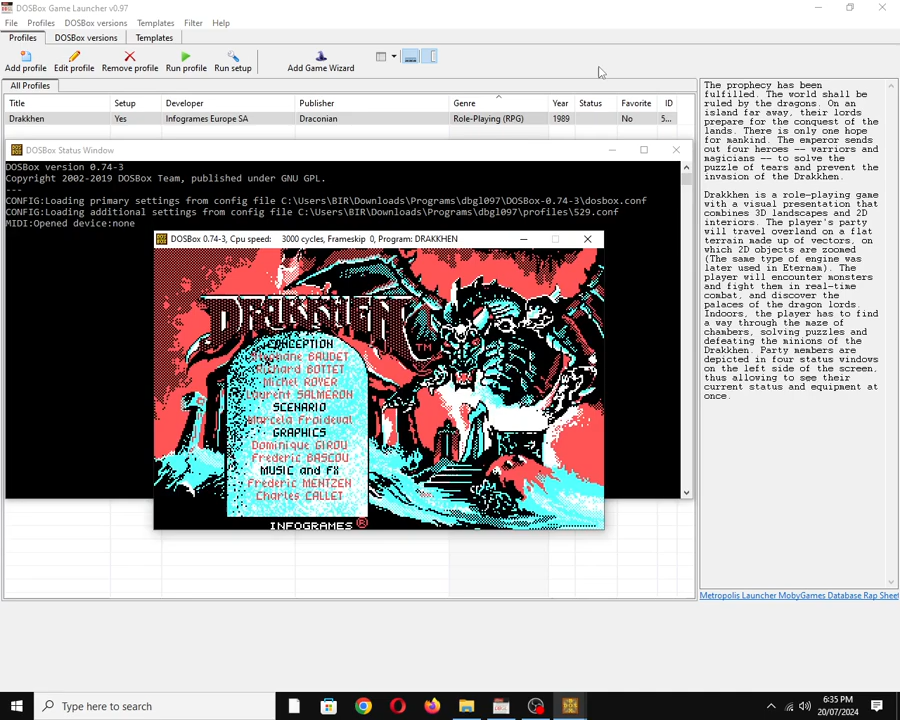 DOSBox Game Launcher v0.97
File Profiles DOSBox versions Templates Filter Help
Profiles DOSBox versions Templates
Add profile Edit profile Remove profile Run profile Run setup Add Game Wizard
All Profiles
Title Setup Developer Publisher Genre Year Status Favorite ID
Drakkhen Yes Infogrames Europe SA Draconian Role-Playing (RPG) 1989 No 5...
DOSBox Status Window
DOSBox version 0.74-3
Copyright 2002-2019 DOSBox Team, published under GNU GPL.
---
CONFIG:Loading primary settings from config file C:\Users\BIR\Downloads\Programs\dbgl097\DOSBox-0.74-3\dosbox.conf
CONFIG:Loading additional settings from config file C:\Users\BIR\Downloads\Programs\dbgl097\profiles\529.conf
MIDI:Opened device:none
DOSBox 0.74-3, Cpu speed: 3000 cycles, Frameskip 0, Program: DRAKKHEN
DRAKKHEN TM
CONCEPTION
Stephane BAUDET
Richard BOTTET
Michel ROYER
Laurent SALMERON
SCENARIO
Marcela Froideval
GRAPHICS
Dominique GIROU
Frederic BASCOU
MUSIC and FX
Frederic MENTZEN
Charles CALLET
INFOGRAMES ®
The prophecy has been
fulfilled. The world shall be
ruled by the dragons. On an
island far away, their lords
prepare for the conquest of the
lands. There is only one hope
for mankind. The emperor sends
out four heroes -- warriors and
magicians -- to solve the
puzzle of tears and prevent the
invasion of the Drakkhen.
Drakkhen is a role-playing game
with a visual presentation that
combines 3D landscapes and 2D
interiors. The player's party
will travel overland on a flat
terrain made up of vectors, on
which 2D objects are zoomed
(The same type of engine was
later used in Eternam). The
player will encounter monsters
and fight them in real-time
combat, and discover the
palaces of the dragon lords.
Indoors, the player has to find
a way through the maze of
chambers, solving puzzles and
defeating the minions of the
Drakkhen. Party members are
depicted in four status windows
on the left side of the screen,
thus allowing to see their
current status and equipment at
once.
Metropolis Launcher MobyGames Database Rap Sheet
Type here to search
6:35 PM
20/07/2024